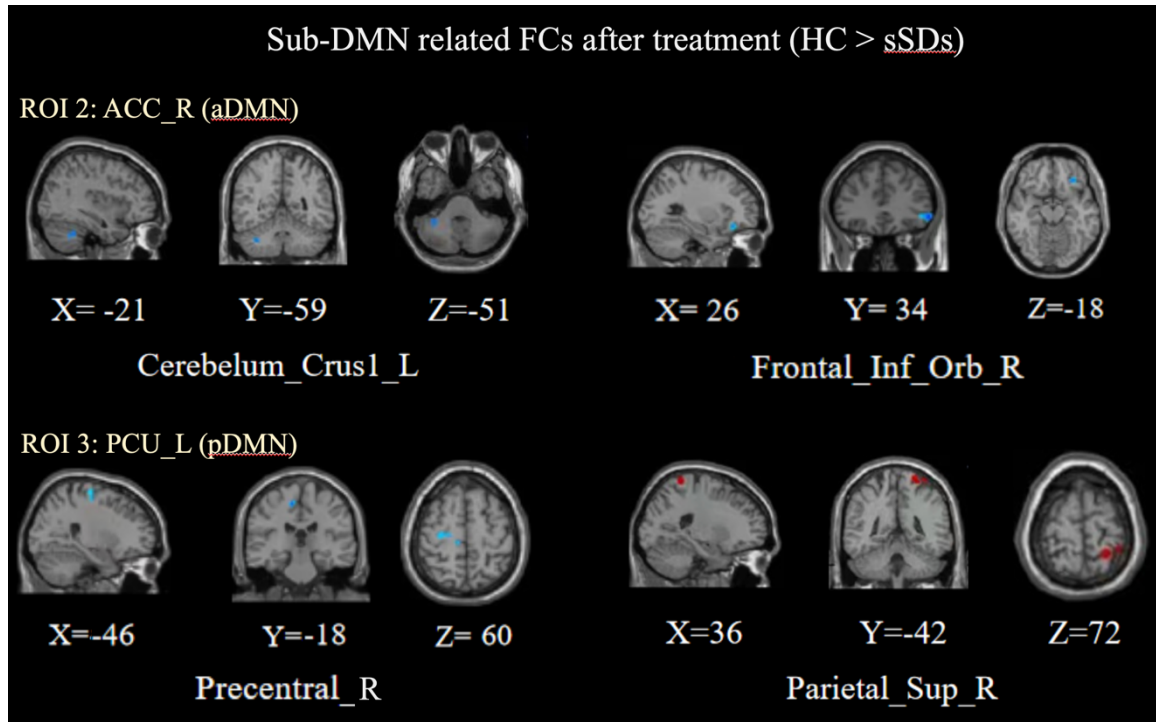 Sub-DMN related FCs after treatment (HC > sSDs)
ROI 2: ACC_R (aDMN)
X= -21 Y=-59 Z=-51 X= 26 Y= 34 Z=-18
Cerebelum_Crus1_L Frontal_Inf_Orb_R
ROI 3: PCU_L (pDMN)
X=-46 Y=-18 Z= 60 X=36 Y=-42 Z=72
Precentral_R Parietal_Sup_R